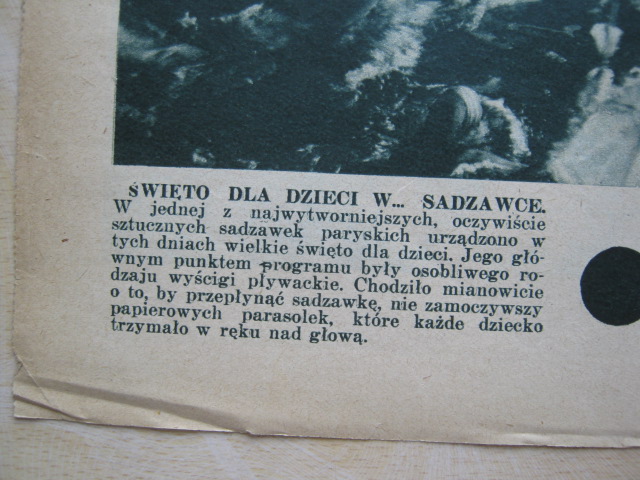 ŚWIĘTO DLA DZIECI W... SADZAWCE.
W jednej z najwytworniejszych, oczywiście
sztucznych sadzawek paryskich urządzono w
tych dniach wielkie święto dla dzieci. Jego głó-
wnym punktem programu były osobliwego ro-
dzaju wyścigi pływackie. Chodziło mianowicie
o to, by przepłynąć sadzawkę, nie zamoczywszy
papierowych parasolek, które każde dziecko
trzymało w ręku nad głową.